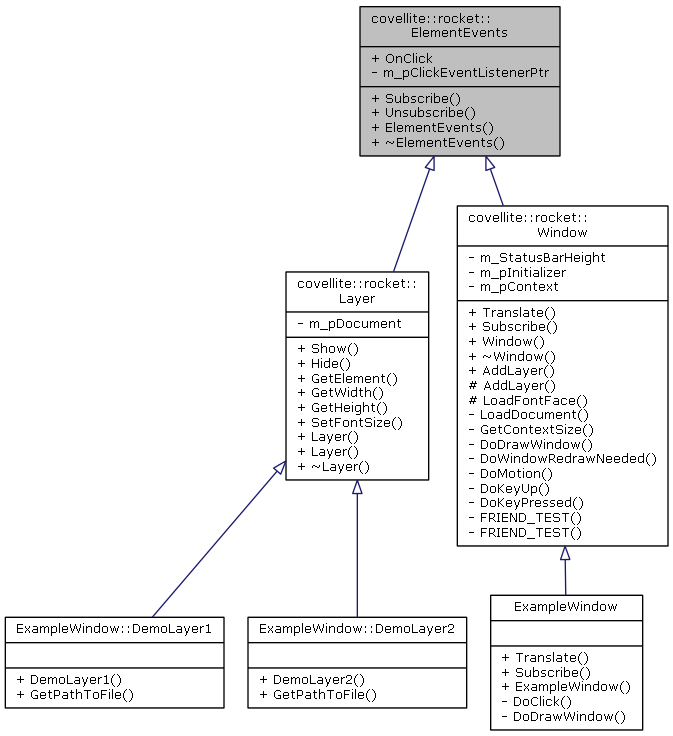 covellite::rocket::
ElementEvents
+ OnClick
- m_pClickEventListenerPtr
+ Subscribe()
+ Unsubscribe()
+ ElementEvents()
+ ~ElementEvents()
covellite::rocket::
Window
- m_StatusBarHeight
- m_pInitializer
- m_pContext
+ Translate()
+ Subscribe()
+ Window()
+ ~Window()
+ AddLayer()
# AddLayer()
# LoadFontFace()
- LoadDocument()
- GetContextSize()
- DoDrawWindow()
- DoWindowRedrawNeeded()
- DoMotion()
- DoKeyUp()
- DoKeyPressed()
- FRIEND_TEST()
- FRIEND_TEST()
covellite::rocket::
Layer
- m_pDocument
+ Show()
+ Hide()
+ GetElement()
+ GetWidth()
+ GetHeight()
+ SetFontSize()
+ Layer()
+ Layer()
+ ~Layer()
ExampleWindow::DemoLayer1
+ DemoLayer1()
+ GetPathToFile()
ExampleWindow::DemoLayer2
+ DemoLayer2()
+ GetPathToFile()
ExampleWindow
+ Translate()
+ Subscribe()
+ ExampleWindow()
- DoClick()
- DoDrawWindow()